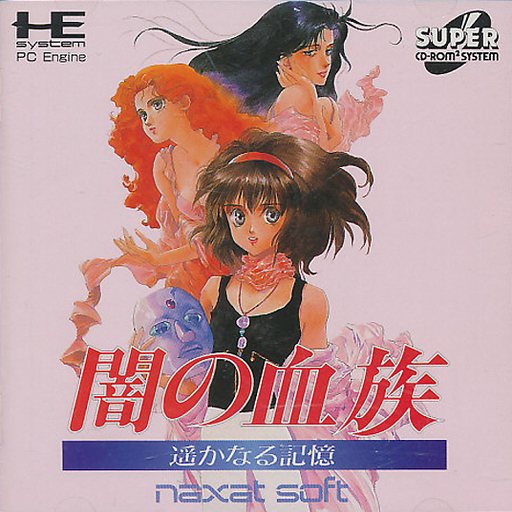 HE
system
PC Engine
SUPER
CD-ROM² SYSTEM
闇の血族
遥かなる記憶
naxat soft